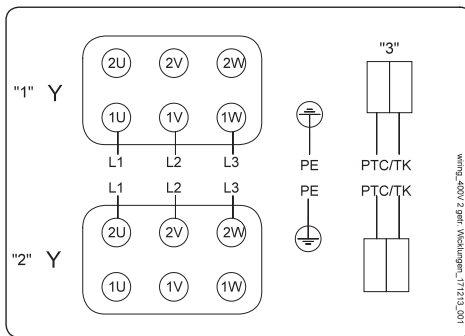 "3"
2U 2V 2W
"1" Y
1U 1V 1W
L1 L2 L3 PE PTC/TK
L1 L2 L3 PE PTC/TK
2U 2V 2W
"2" Y
1U 1V 1W
wiring_400V 2 getr. Wicklungen_171213_001